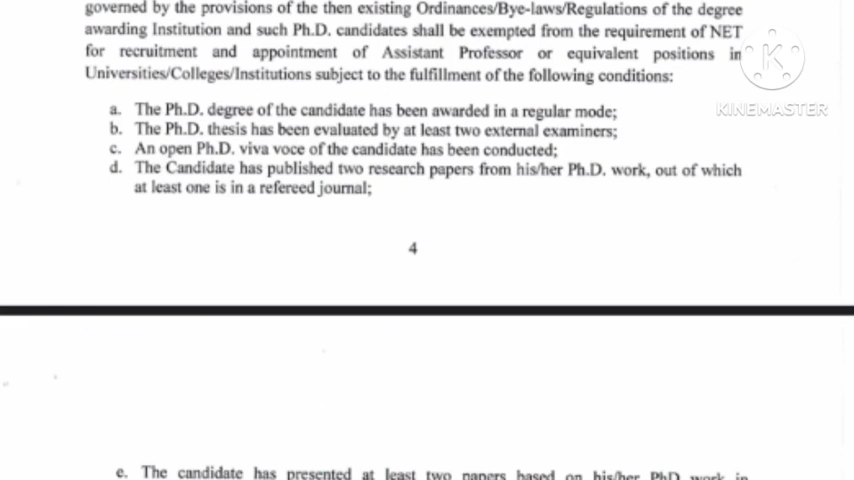 governed by the provisions of the then existing Ordinances/Bye-laws/Regulations of the degree
awarding Institution and such Ph.D. candidates shall be exempted from the requirement of NET
for recruitment and appointment of Assistant Professor or equivalent positions in
Universities/Colleges/Institutions subject to the fulfillment of the following conditions:
KINEMASTER
a. The Ph.D. degree of the candidate has been awarded in a regular mode;
b. The Ph.D. thesis has been evaluated by at least two external examiners;
c. An open Ph.D. viva voce of the candidate has been conducted;
d. The Candidate has published two research papers from his/her Ph.D. work, out of which
at least one is in a refereed journal;
4
e. The candidate has presented at least two papers based on his/her PhD work in